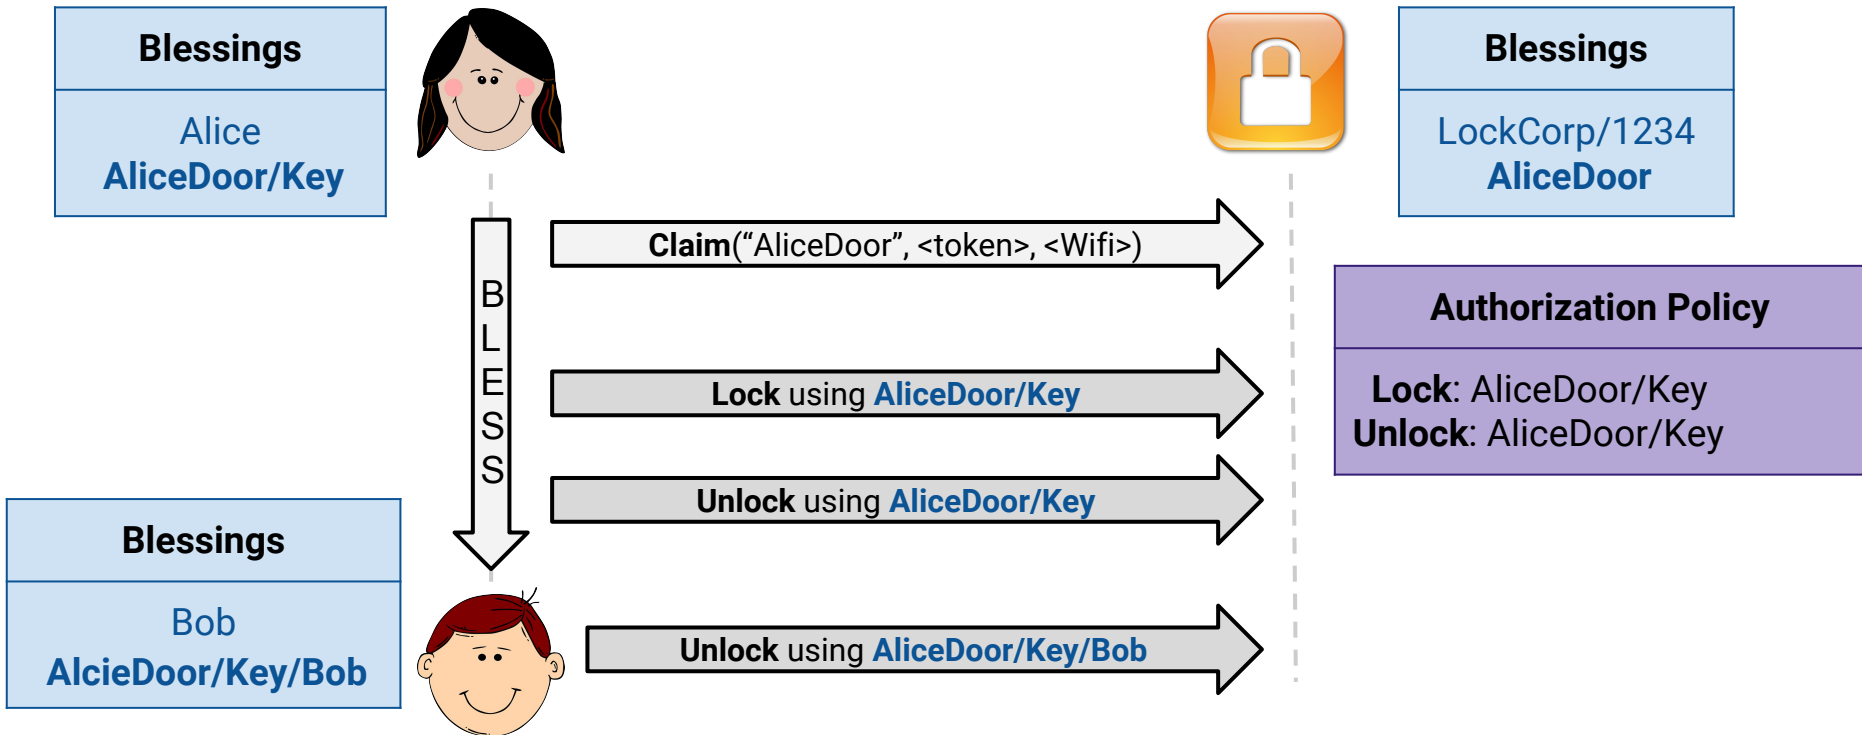 Blessings
Alice
AliceDoor/Key
Blessings
LockCorp/1234
AliceDoor
Claim(“AliceDoor”, <token>, <Wifi>)
BLESS
Authorization Policy
Lock: AliceDoor/Key
Unlock: AliceDoor/Key
Lock using AliceDoor/Key
Unlock using AliceDoor/Key
Blessings
Bob
AlcieDoor/Key/Bob
Unlock using AliceDoor/Key/Bob